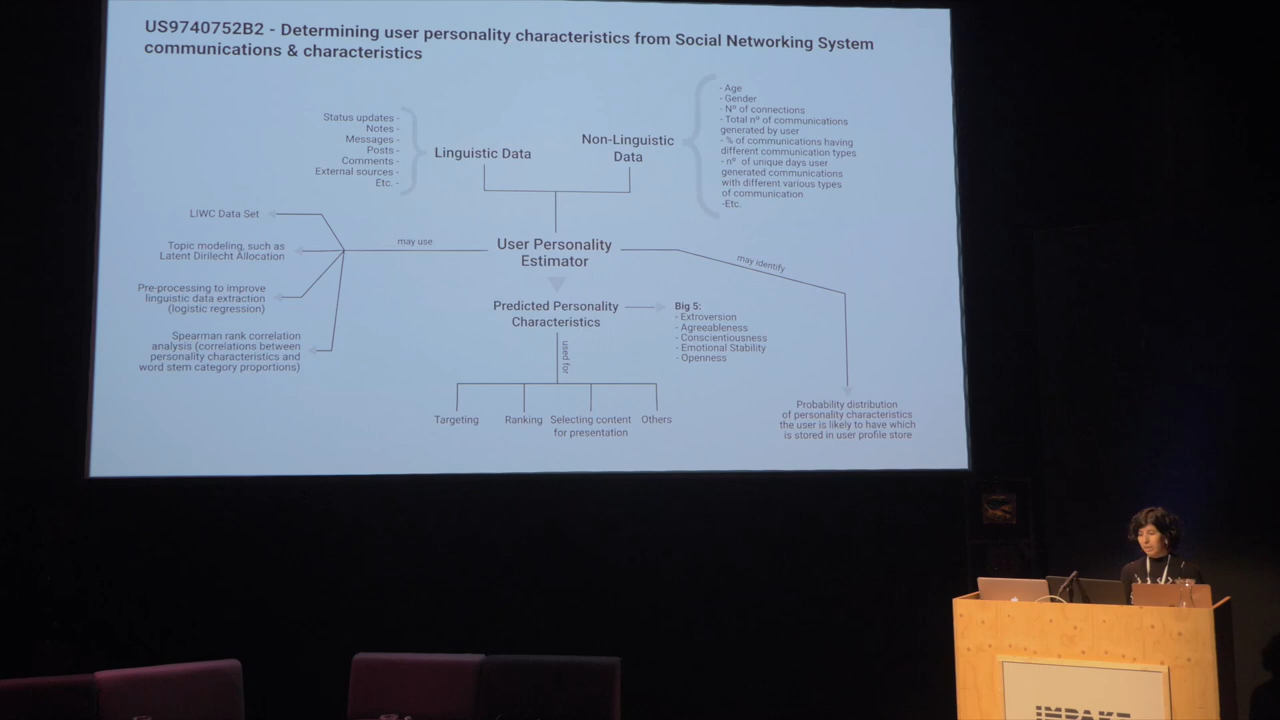 US9740752B2 - Determining user personality characteristics from Social Networking System
communications & characteristics
Status updates -
Notes -
Messages -
Posts -
Comments -
External sources -
Etc. -
Linguistic Data
Non-Linguistic
Data
- Age
- Gender
- Nº of connections
- Total nº of communications
generated by user
- % of communications having
different communication types
- nº of unique days user
generated communications
with different various types
of communication
-Etc.
LIWC Data Set
Topic modeling, such as
Latent Dirilecht Allocation
Pre-processing to improve
linguistic data extraction
(logistic regression)
Spearman rank correlation
analysis (correlations between
personality characteristics and
word stem category proportions)
may use
User Personality
Estimator
may identify
Predicted Personality
Characteristics
Big 5:
- Extroversion
- Agreeableness
- Conscientiousness
- Emotional Stability
- Openness
used for
Targeting
Ranking
Selecting content
for presentation
Others
Probability distribution
of personality characteristics
the user is likely to have which
is stored in user profile store
IMPAKT